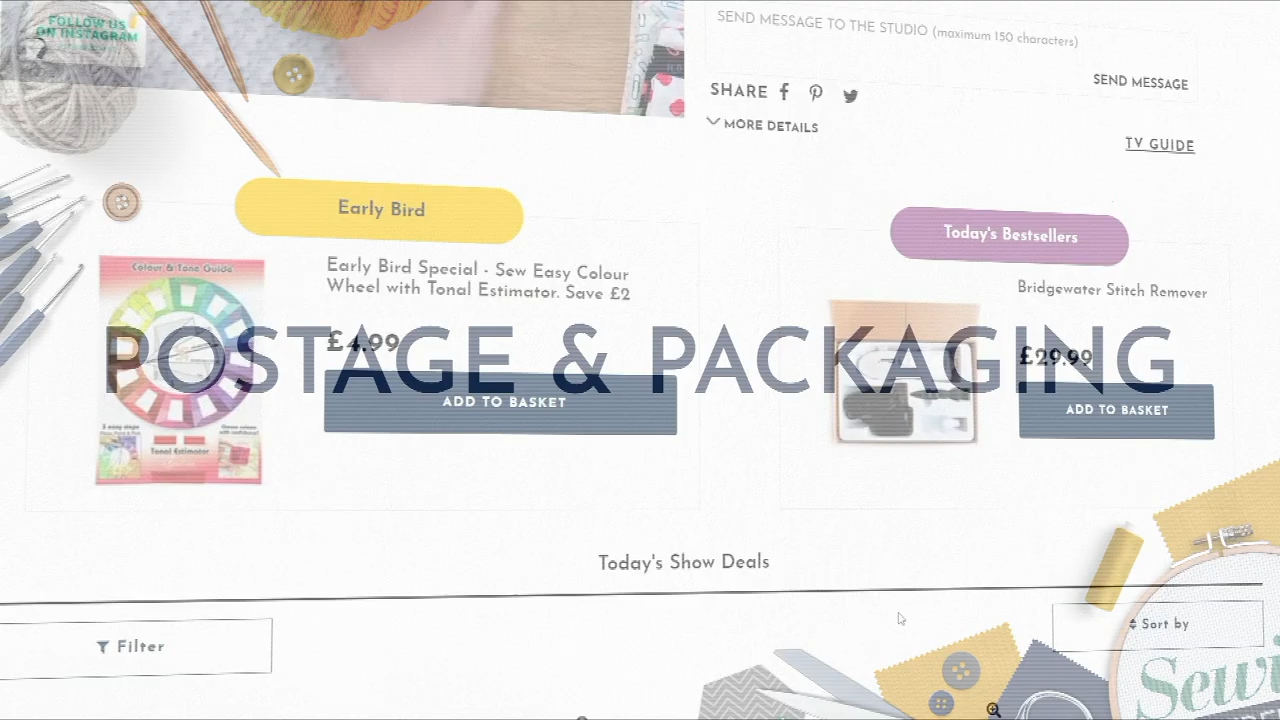 FOLLOW US
ON INSTAGRAM
SEND MESSAGE TO THE STUDIO (maximum 150 characters)
SEND MESSAGE
SHARE
MORE DETAILS
TV GUIDE
Early Bird
Today's Bestsellers
Colour & Tone Guide
Early Bird Special - Sew Easy Colour
Wheel with Tonal Estimator. Save £2
Bridgewater Stitch Remover
£4.99
£29.99
POSTAGE & PACKAGING
ADD TO BASKET
ADD TO BASKET
Tonal Estimator
Today's Show Deals
Filter
Sort by
Sewi